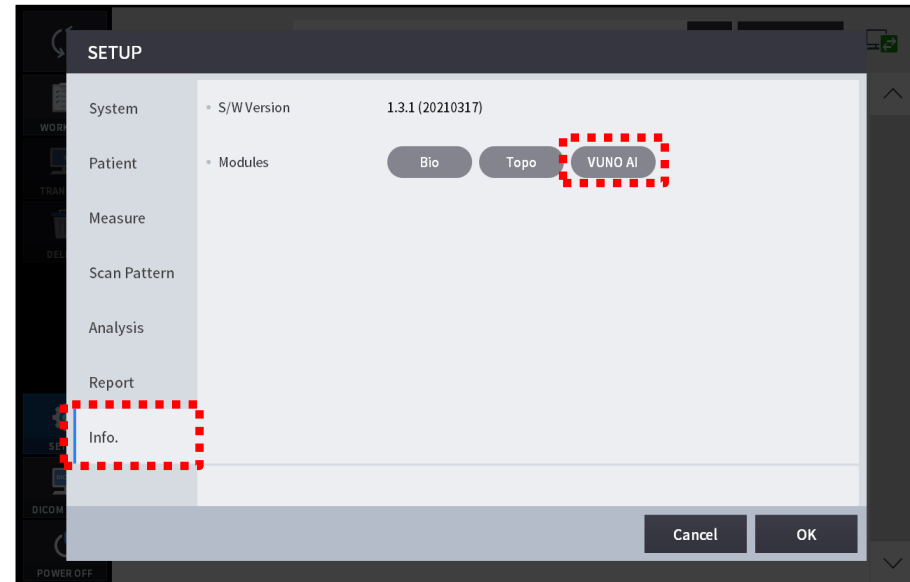 SETUP
System
S/W Version
1.3.1 (20210317)
WORK
Patient
Modules
Bio
Topo
VUNO AI
TRAN
Measure
DEL
Scan Pattern
Analysis
Report
Info.
SE
DICOM
Cancel
OK
POWER OFF